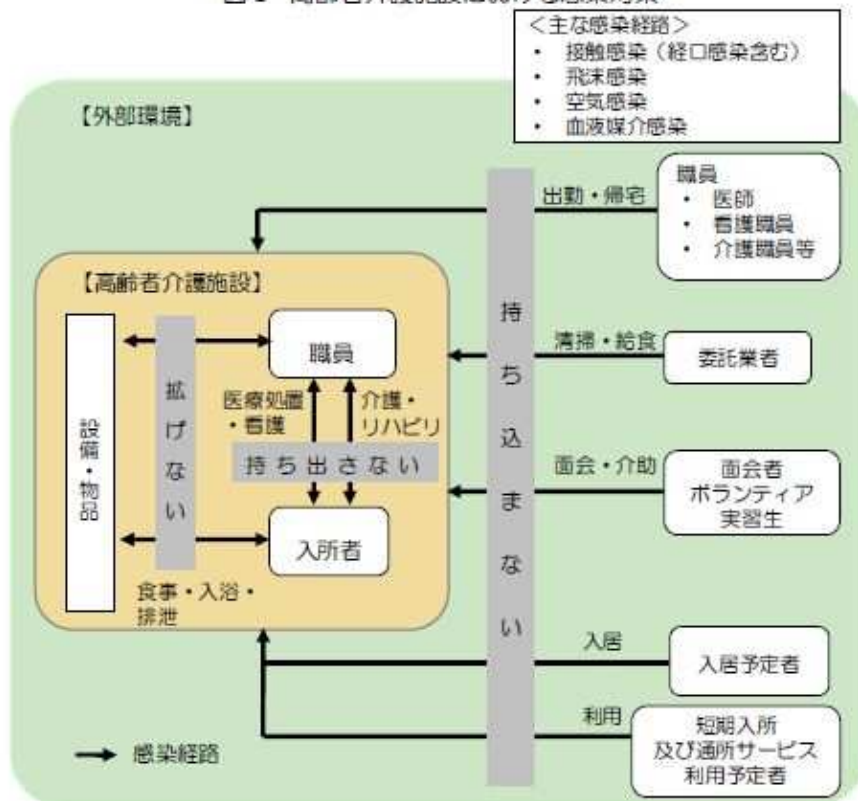 ＜主な感染経路＞
・ 接触感染（経口感染含む）
・ 飛沫感染
・ 空気感染
・ 血液媒介感染
【外部環境】
職員
・ 医師
・ 看護職員
・ 介護職員等
出勤・帰宅
【高齢者介護施設】
持ち込まない
職員
清掃・給食
委託業者
拡げない
医療処置
・看護
介護・
リハビリ
設備・物品
持ち出さない
面会・介助
面会者
ボランティア
実習生
入所者
食事・入浴・
排泄
入居
入居予定者
利用
短期入所
及び通所サービス
利用予定者
感染経路